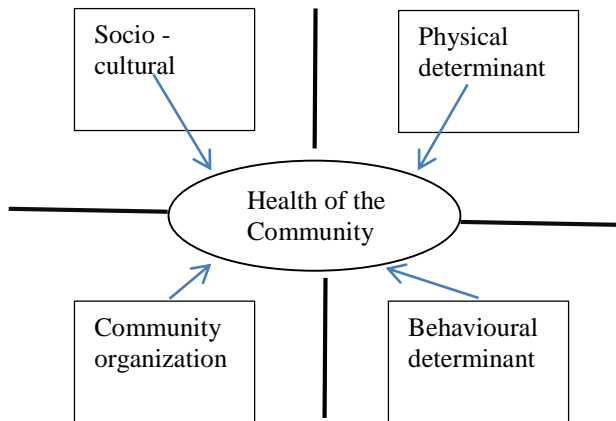 Socio -
cultural
Physical
determinant
Health of the
Community
Community
organization
Behavioural
determinant